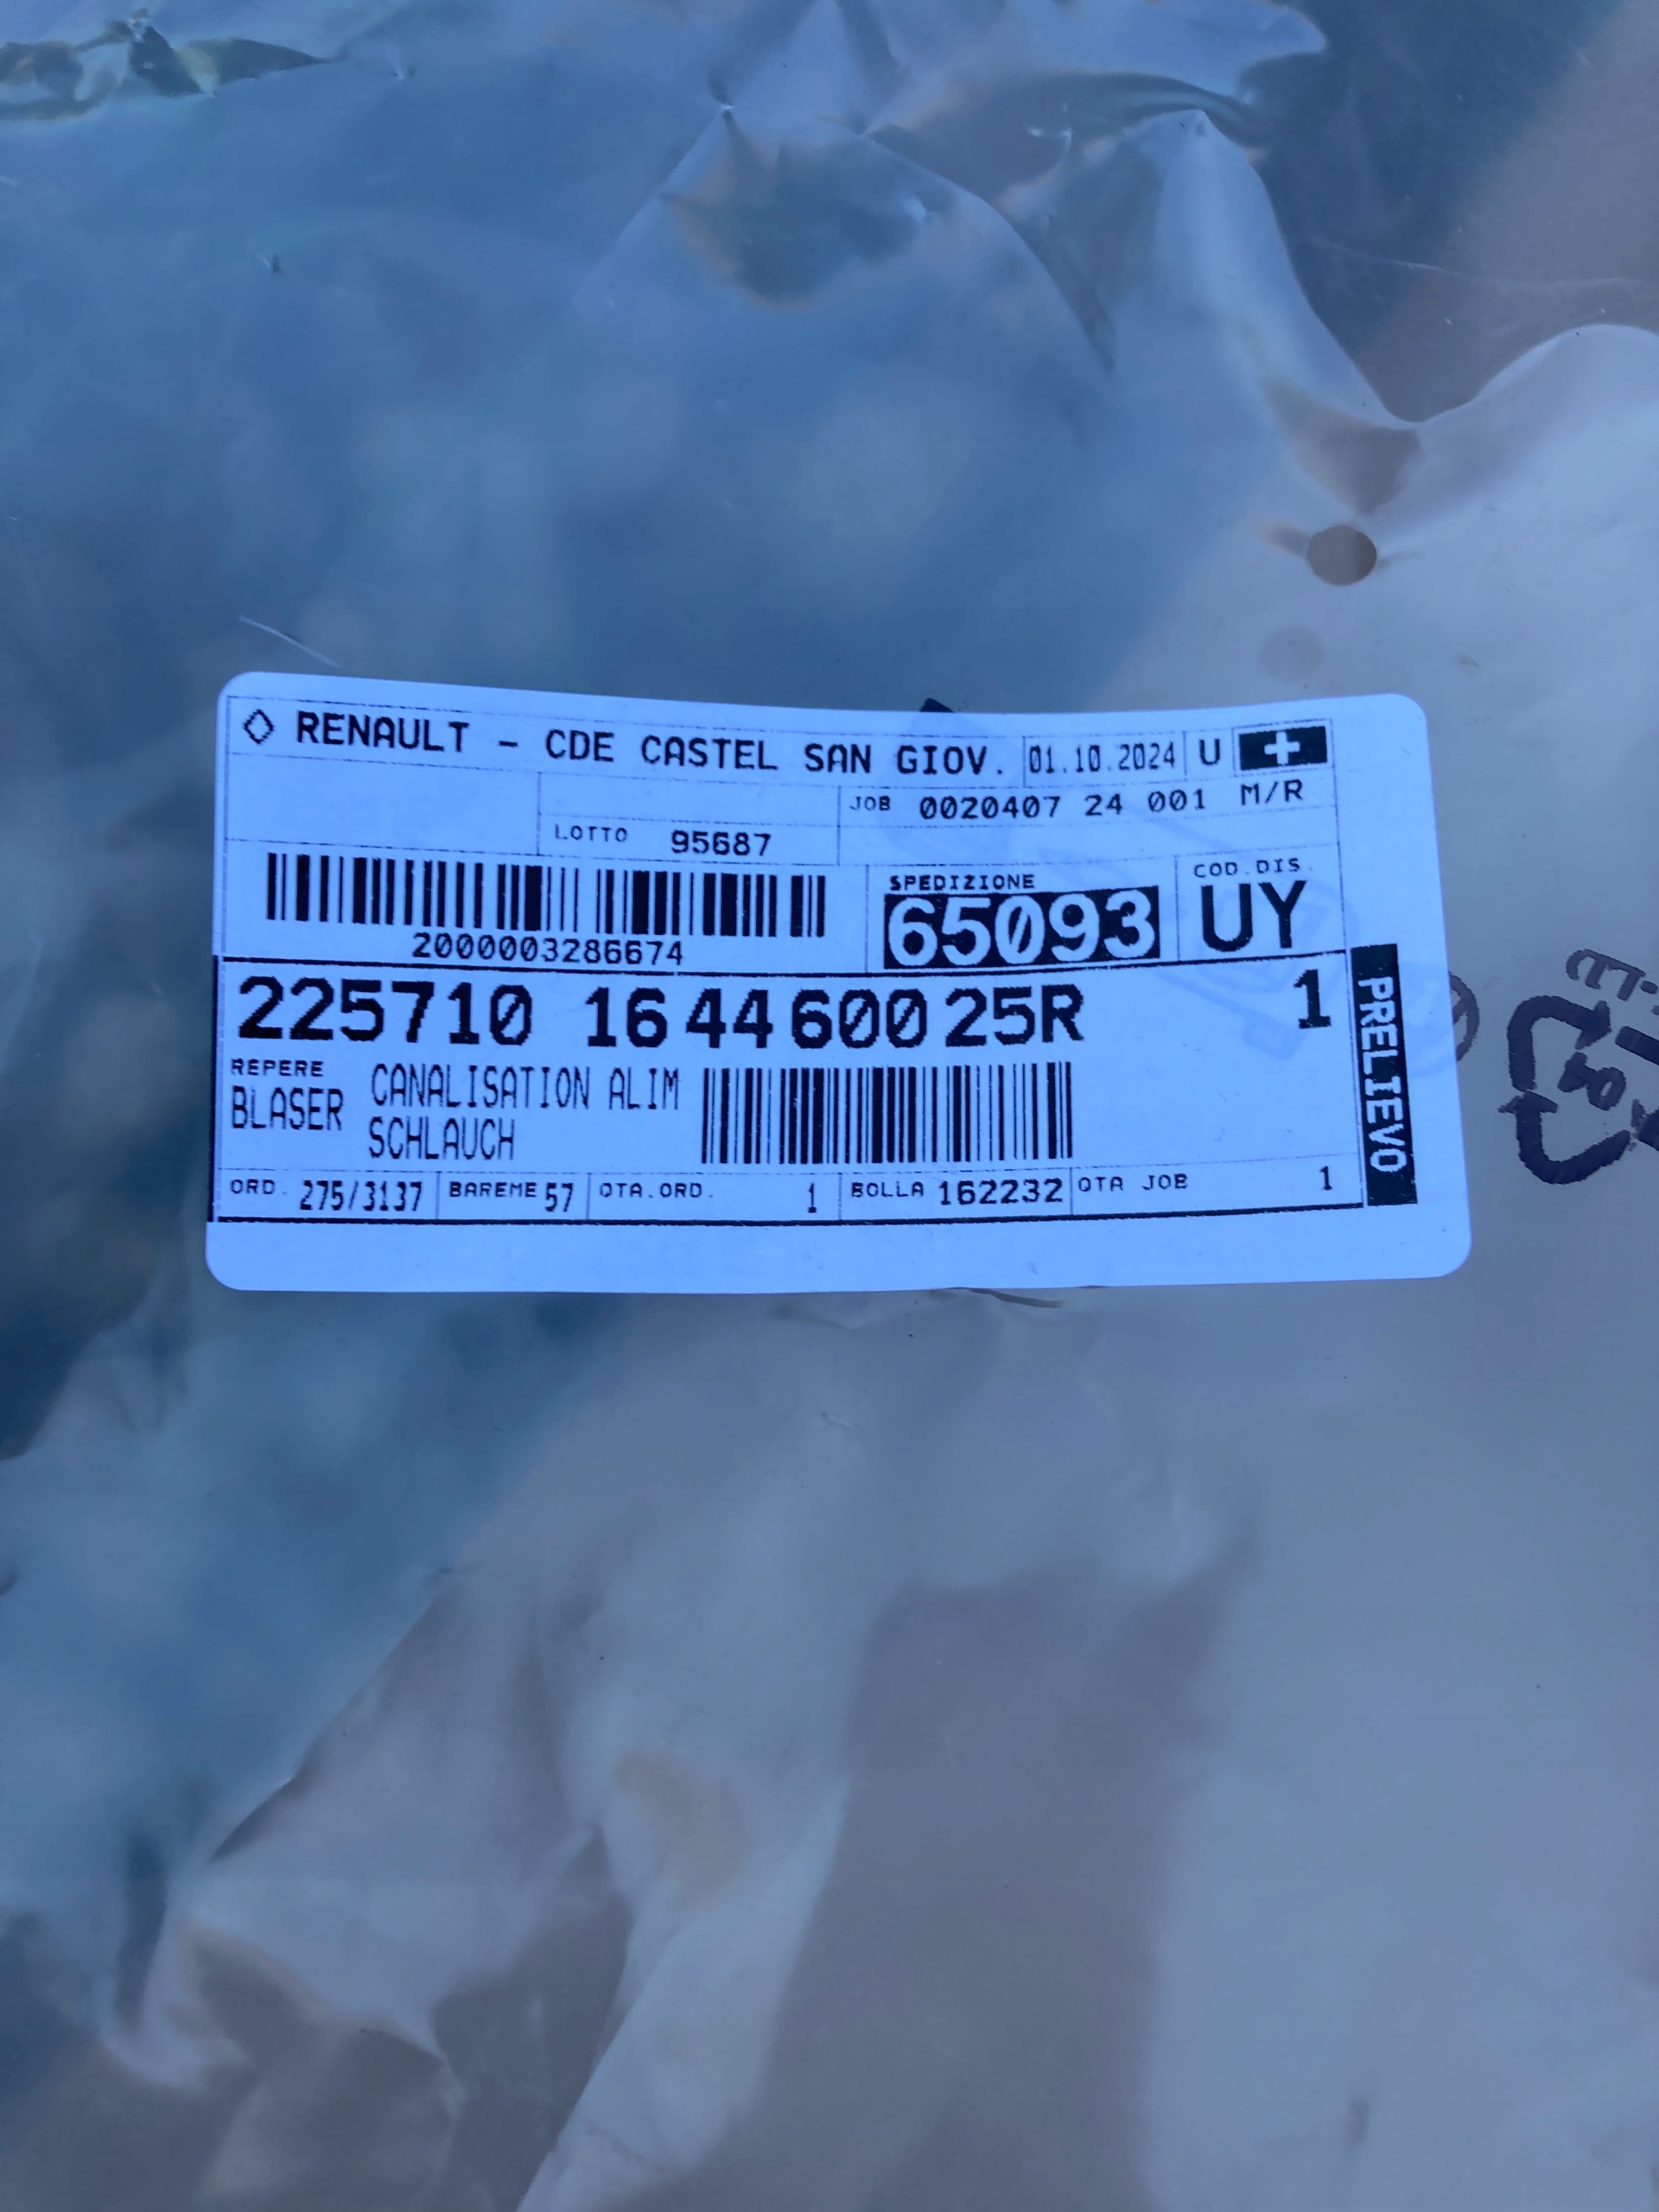 RENAULT - CDE CASTEL SAN GIOV. 01.10.2024 U +
JOB 0020407 24 001 M/R
LOTTO 95687
SPEDIZIONE COD.DIS.
65093 UY
2000003286674
225710 16 44 600 25R 1
PRELIEVO
REPERE
BLASER CANALISATION ALIM
SCHLAUCH
ORD. 275/3137 BAREME 57 QTA.ORD. 1 BOLLA 162232 QTA JOB 1
04